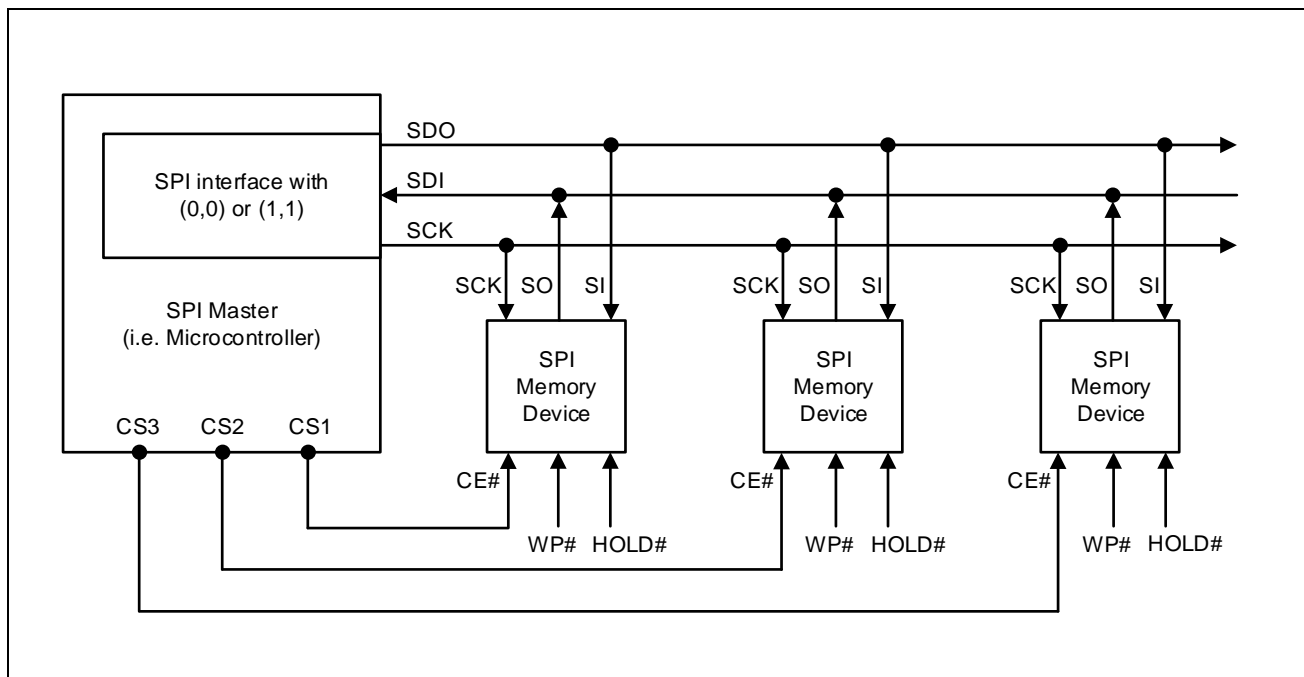 SDO
SDI
SCK
SPI interface with
(0,0) or (1,1)
SPI Master
(i.e. Microcontroller)
CS3 CS2 CS1
SCK SO SI
SPI
Memory
Device
CE#
WP# HOLD#
SCK SO SI
SPI
Memory
Device
CE#
WP# HOLD#
SCK SO SI
SPI
Memory
Device
CE#
WP# HOLD#